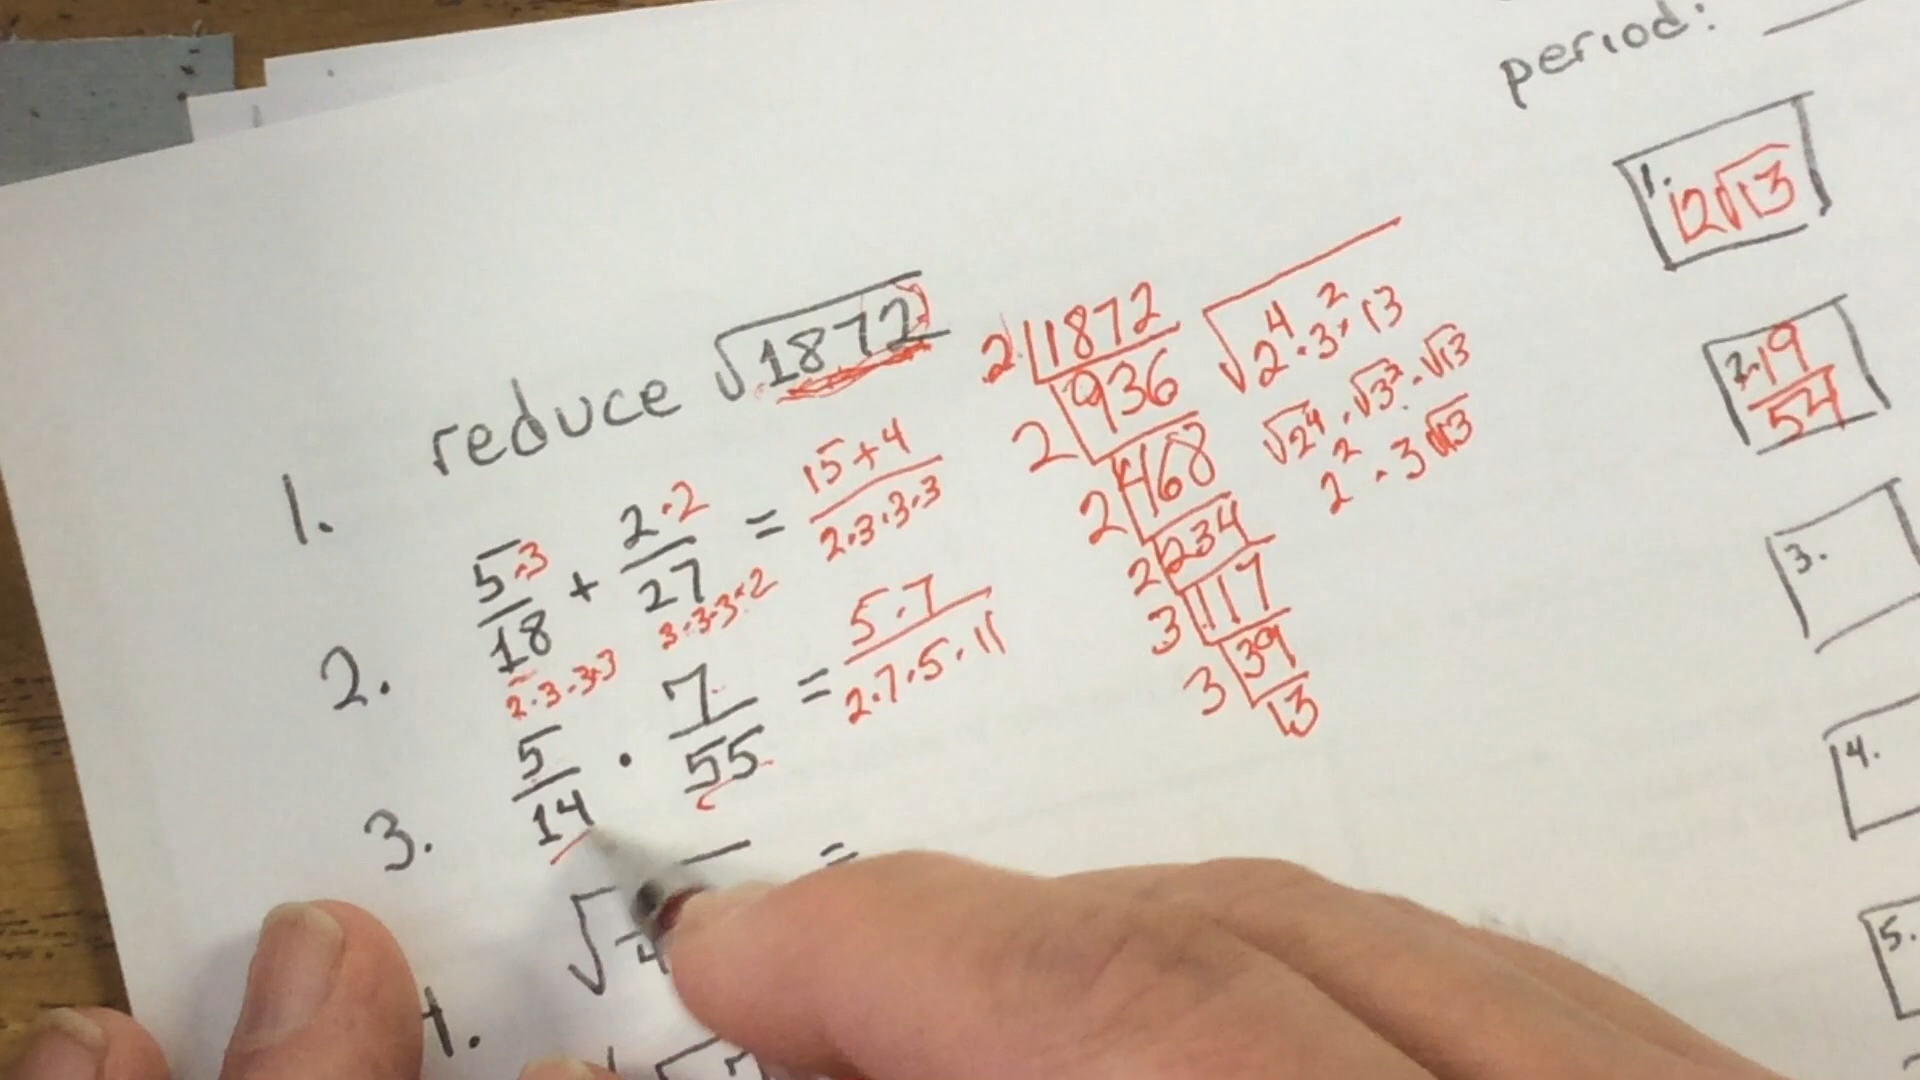 period:
1. reduce √1872
2 | 1872
2 | 936
2 | 468
2 | 234
3 | 117
3 | 39
13
√2⁴·3²·13
√2⁴·√3²·√13
2²·3√13
1. 12√13
2. 5·3/18 + 2·2/27 = 15+4/2·3·3·3
2·3·3·3 3·3·3·2
2. 19/54
3. 5/14 · 7/55 = 5·7/2·7·5·11
3.
4. √ =
4.
5.